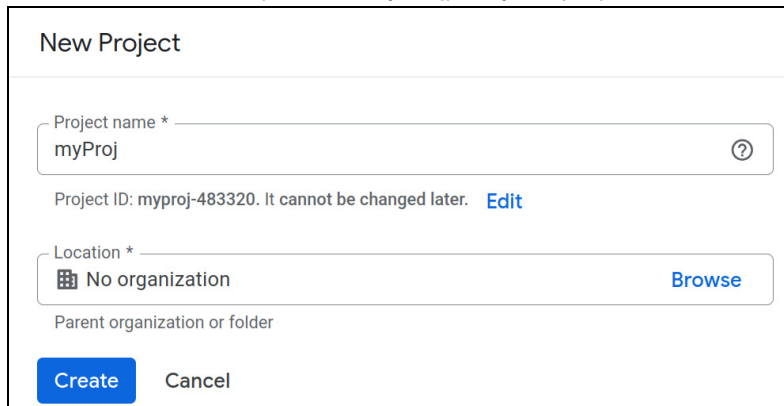 New Project
Project name *
myProj
Project ID: myproj-483320. It cannot be changed later. Edit
Location *
No organization Browse
Parent organization or folder
Create Cancel